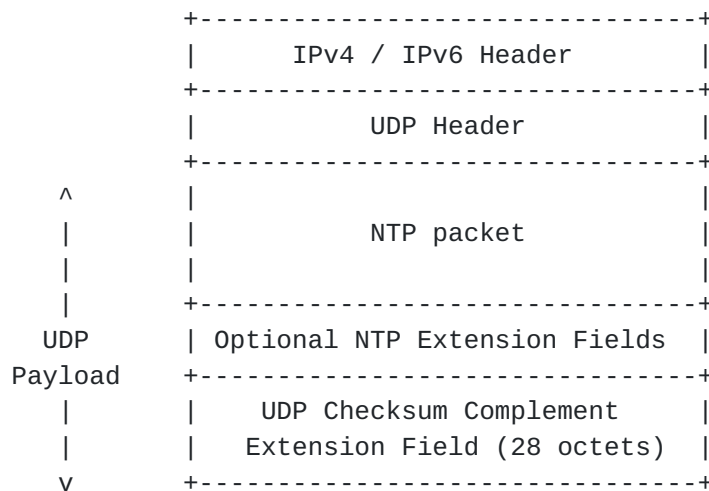 IPv4 / IPv6 Header
UDP Header
NTP packet
UDP Payload
Optional NTP Extension Fields
UDP Checksum Complement
Extension Field (28 octets)